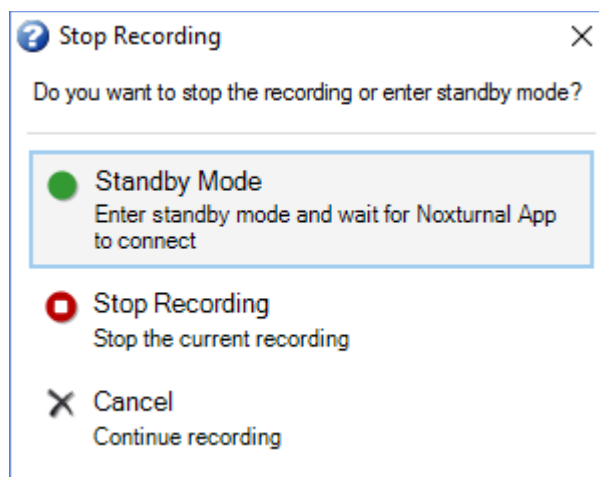 Stop Recording
Do you want to stop the recording or enter standby mode?
Standby Mode
Enter standby mode and wait for Noxturnal App
to connect
Stop Recording
Stop the current recording
Cancel
Continue recording